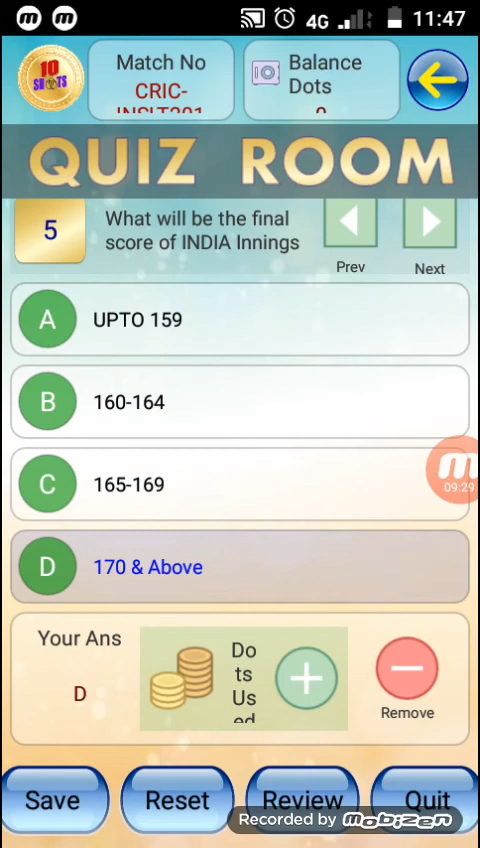 4G 11:47
10
SHOTS
Match No
CRIC-
Balance
Dots
QUIZ ROOM
5
What will be the final
score of INDIA Innings
Prev
Next
A UPTO 159
B 160-164
C 165-169
09:29
D 170 & Above
Your Ans
D
Do
ts
Us
ed
Remove
Save
Reset
Review
Quit
Recorded by Mobizen